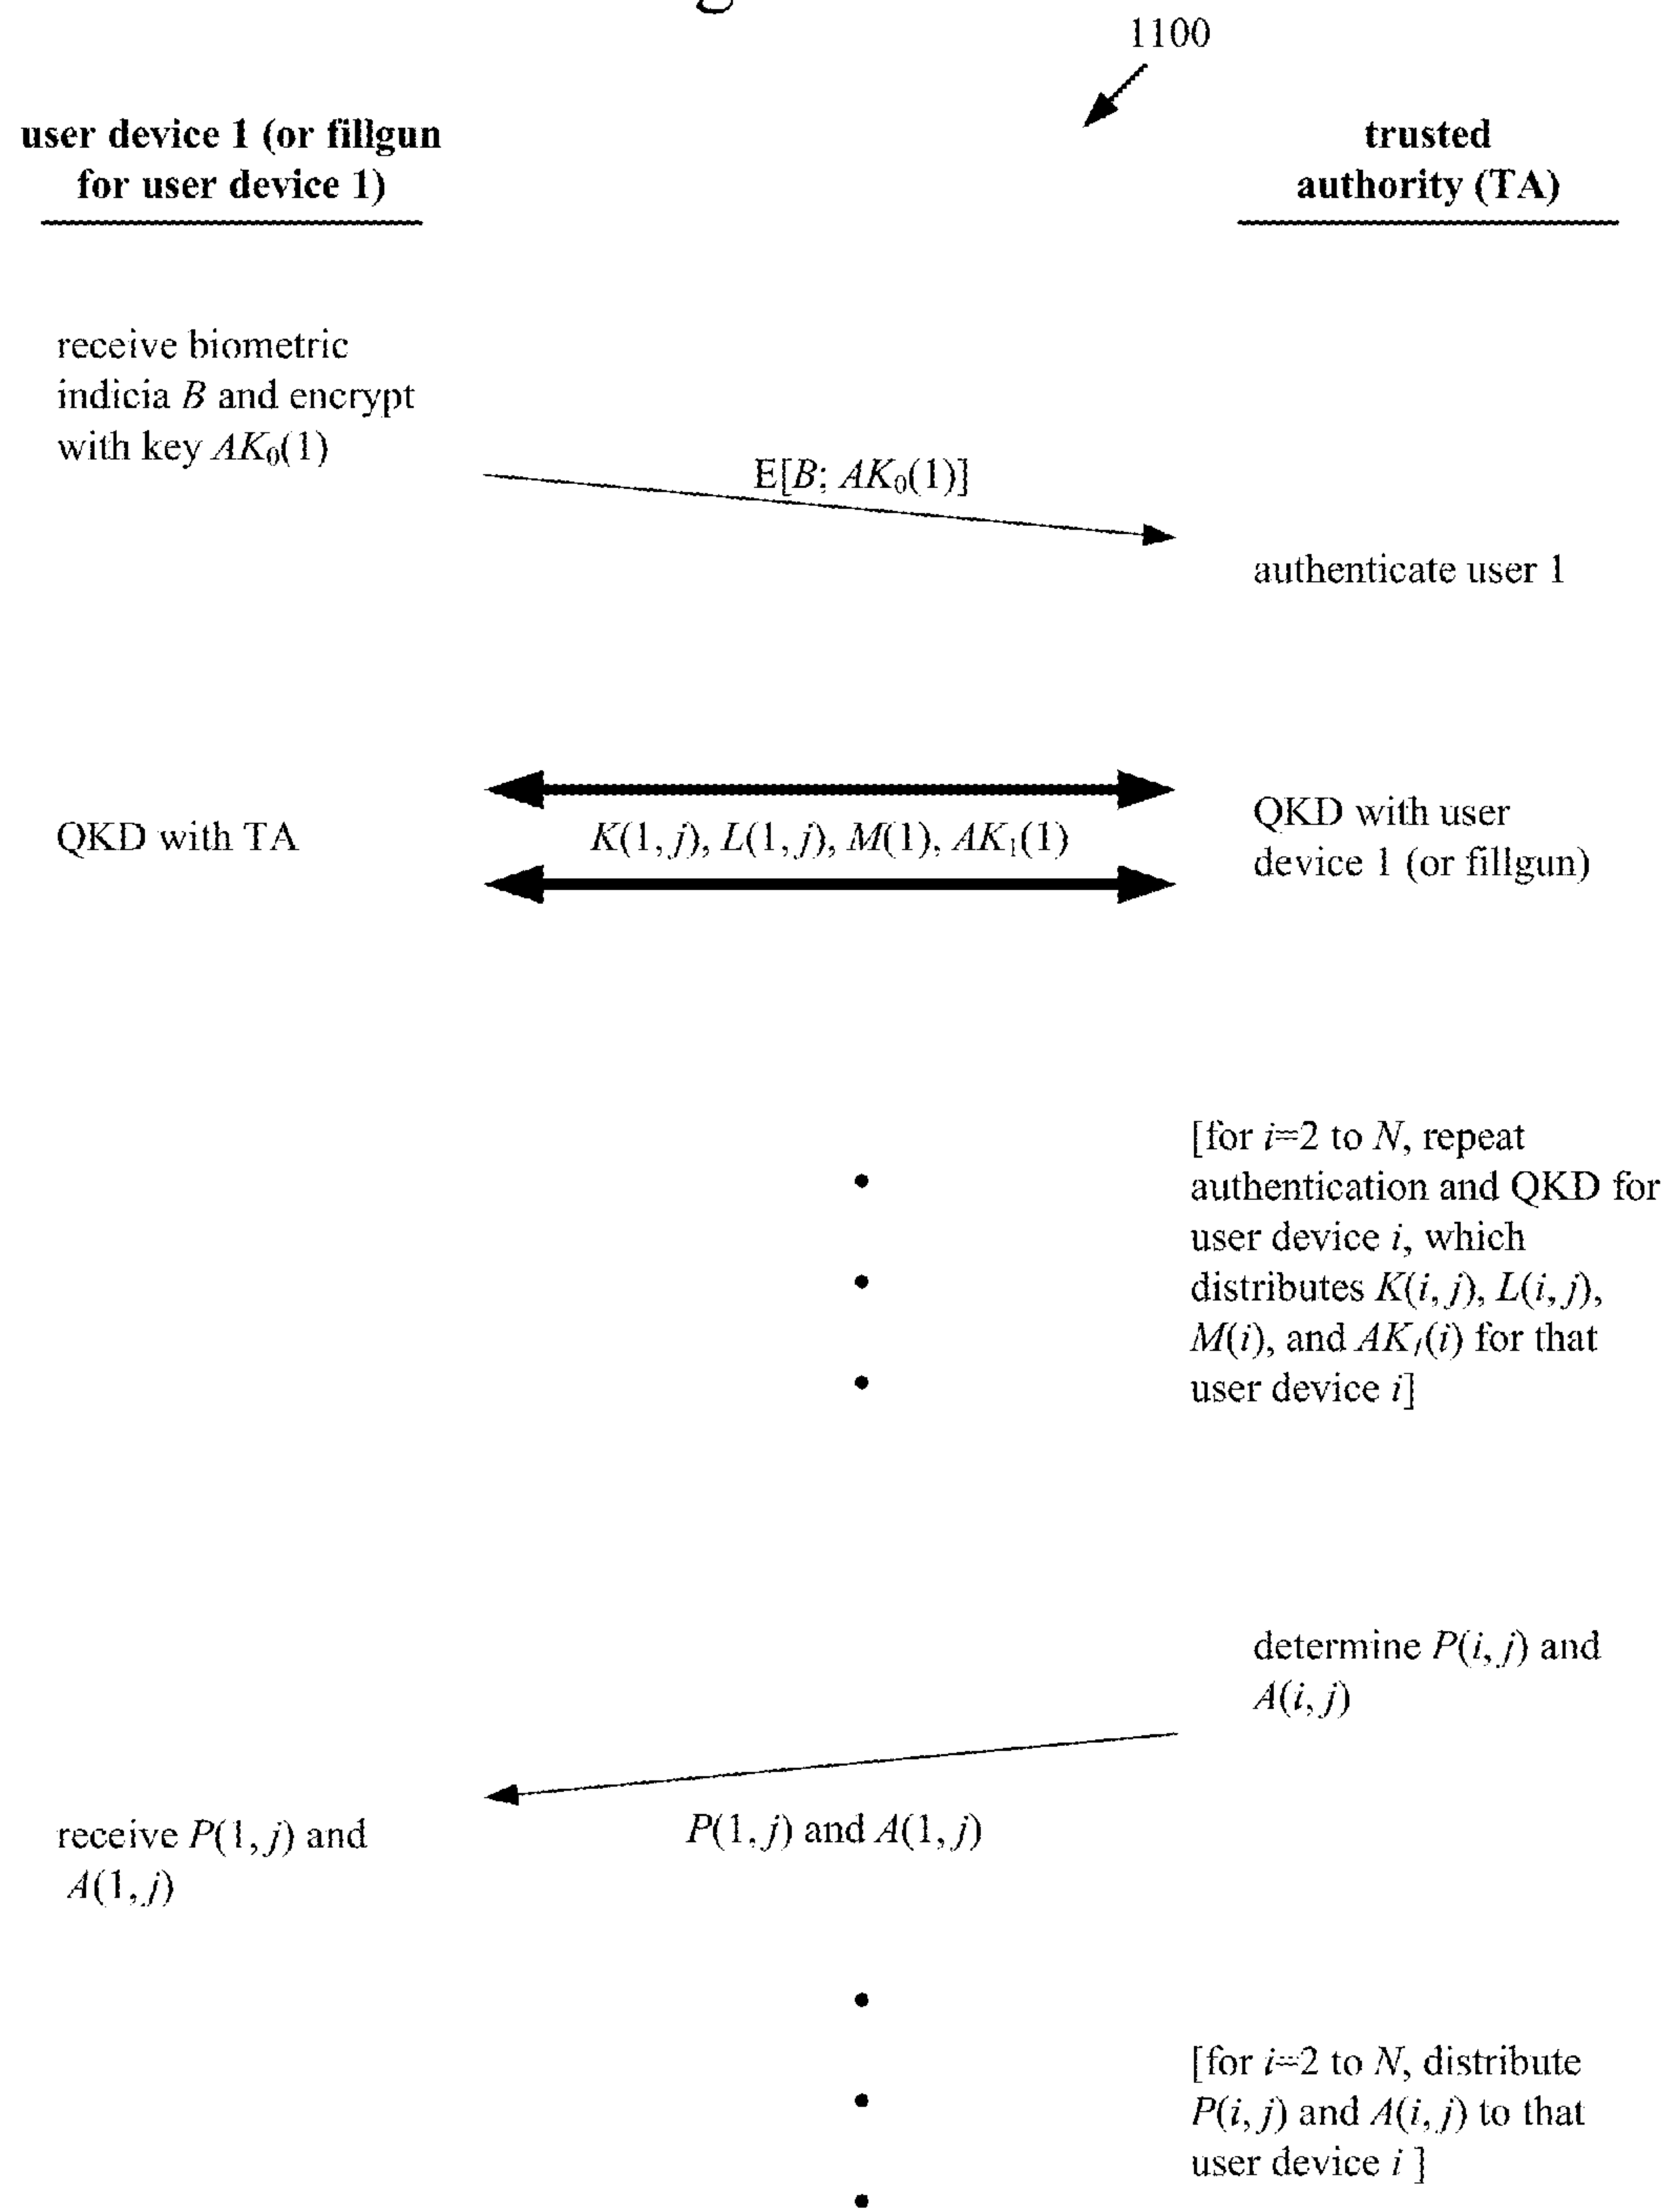 1100
user device 1 (or fillgun
for user device 1)
trusted
authority (TA)
receive biometric
indicia B and encrypt
with key AK₀(1)
E[B; AK₀(1)]
authenticate user 1
QKD with TA
K(1, j), L(1, j), M(1), AK₁(1)
QKD with user
device 1 (or fillgun)
[for i=2 to N, repeat
authentication and QKD for
user device i, which
distributes K(i, j), L(i, j),
M(i), and AK₁(i) for that
user device i]
determine P(i, j) and
A(i, j)
P(1, j) and A(1, j)
receive P(1, j) and
A(1, j)
[for i=2 to N, distribute
P(i, j) and A(i, j) to that
user device i ]